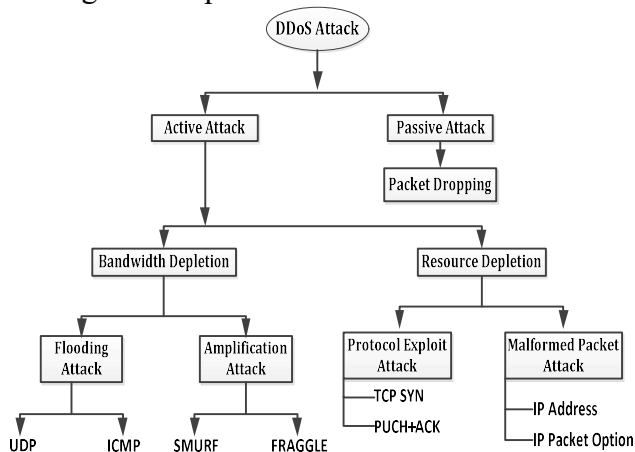 DDoS Attack
Active Attack
Passive Attack
Packet Dropping
Bandwidth Depletion
Resource Depletion
Flooding
Attack
Amplification
Attack
Protocol Exploit
Attack
Malformed Packet
Attack
UDP
ICMP
SMURF
FRAGGLE
TCP SYN
PUCH+ACK
IP Address
IP Packet Option